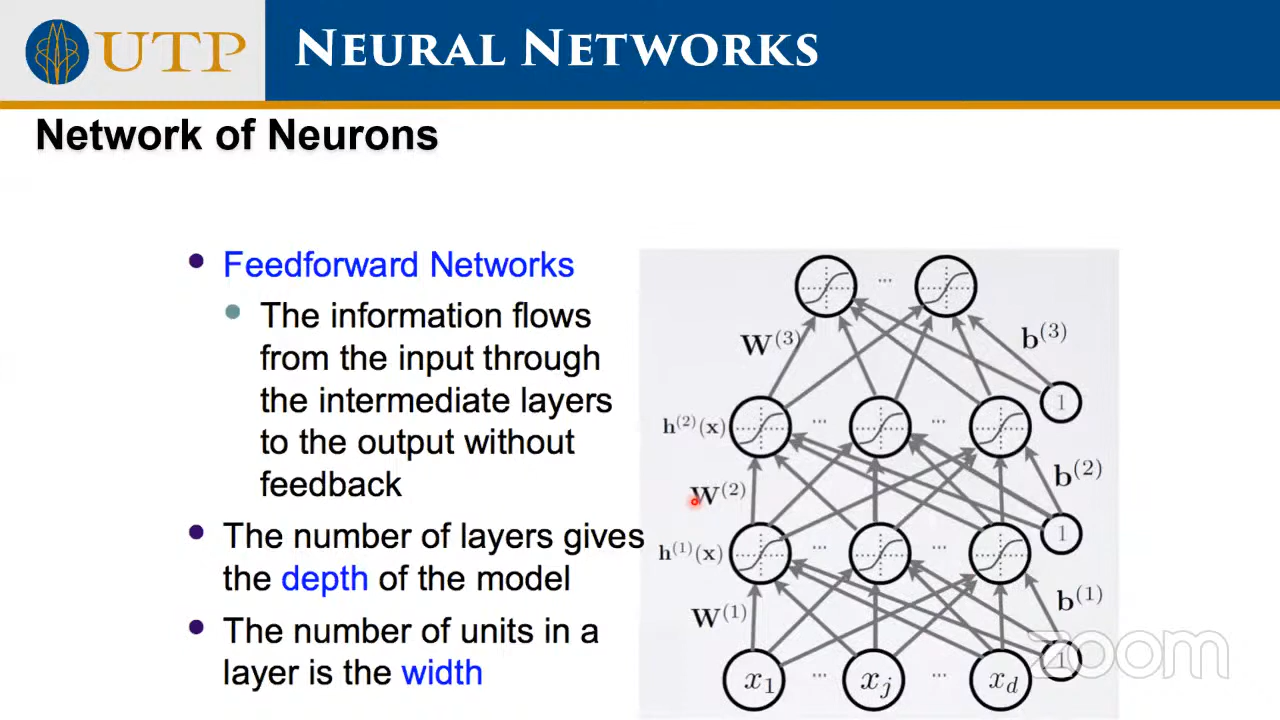 UTP
NEURAL NETWORKS
Network of Neurons
Feedforward Networks
The information flows
from the input through
the intermediate layers
to the output without
feedback
The number of layers gives
the depth of the model
The number of units in a
layer is the width
...
W(3)
b(3)
1
h(2)(x)
...
...
W(2)
b(2)
1
h(1)(x)
...
...
W(1)
b(1)
1
x1 ... xj ... xd
zoom